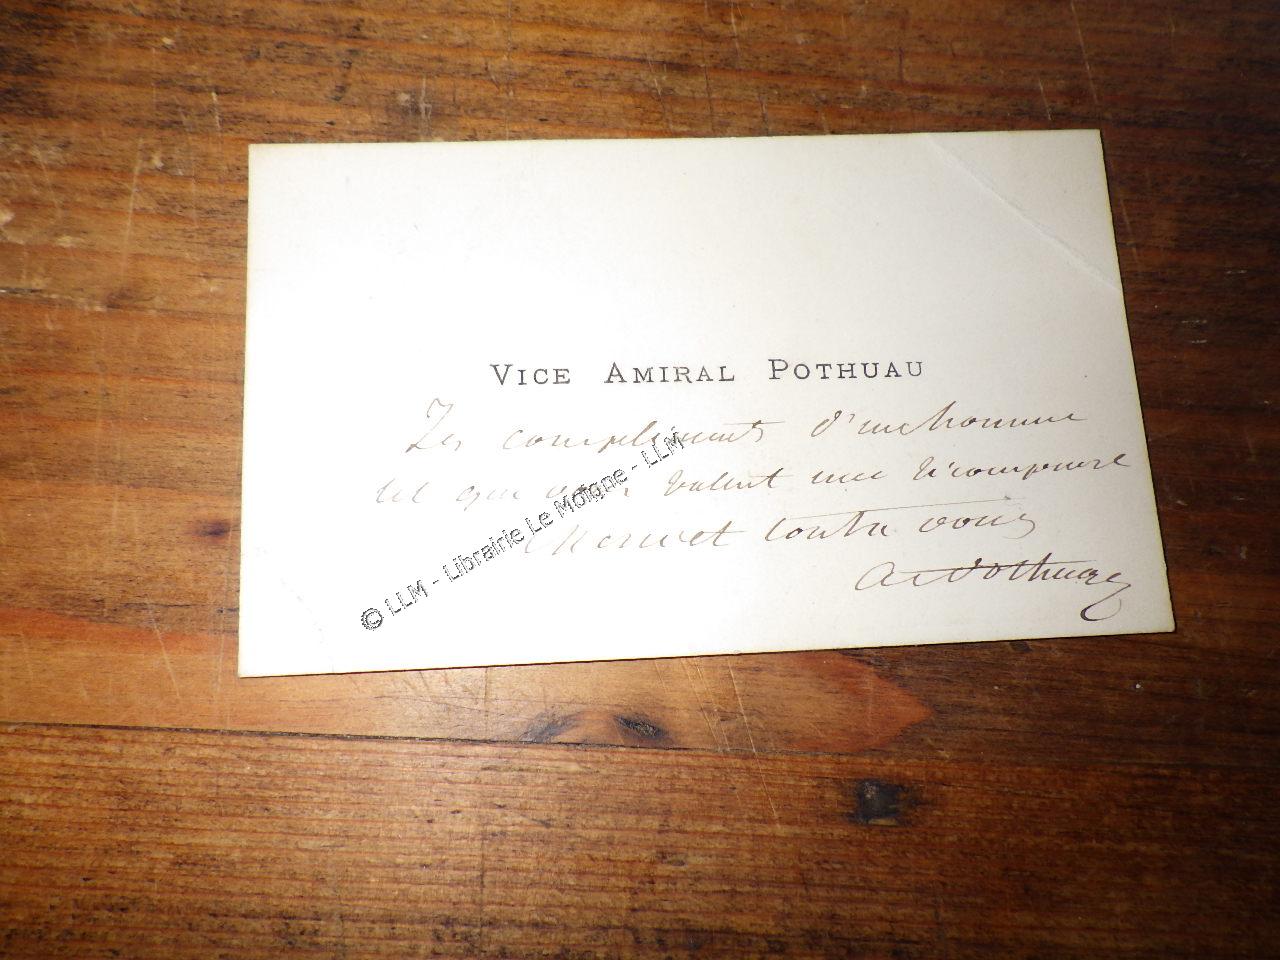 VICE AMIRAL POTHUAU
Les compliments d'un homme
tel que vous valent une récompense
Merci et tout à vous
A Pothuau
© LLM - Librairie Le Moigne - LLM